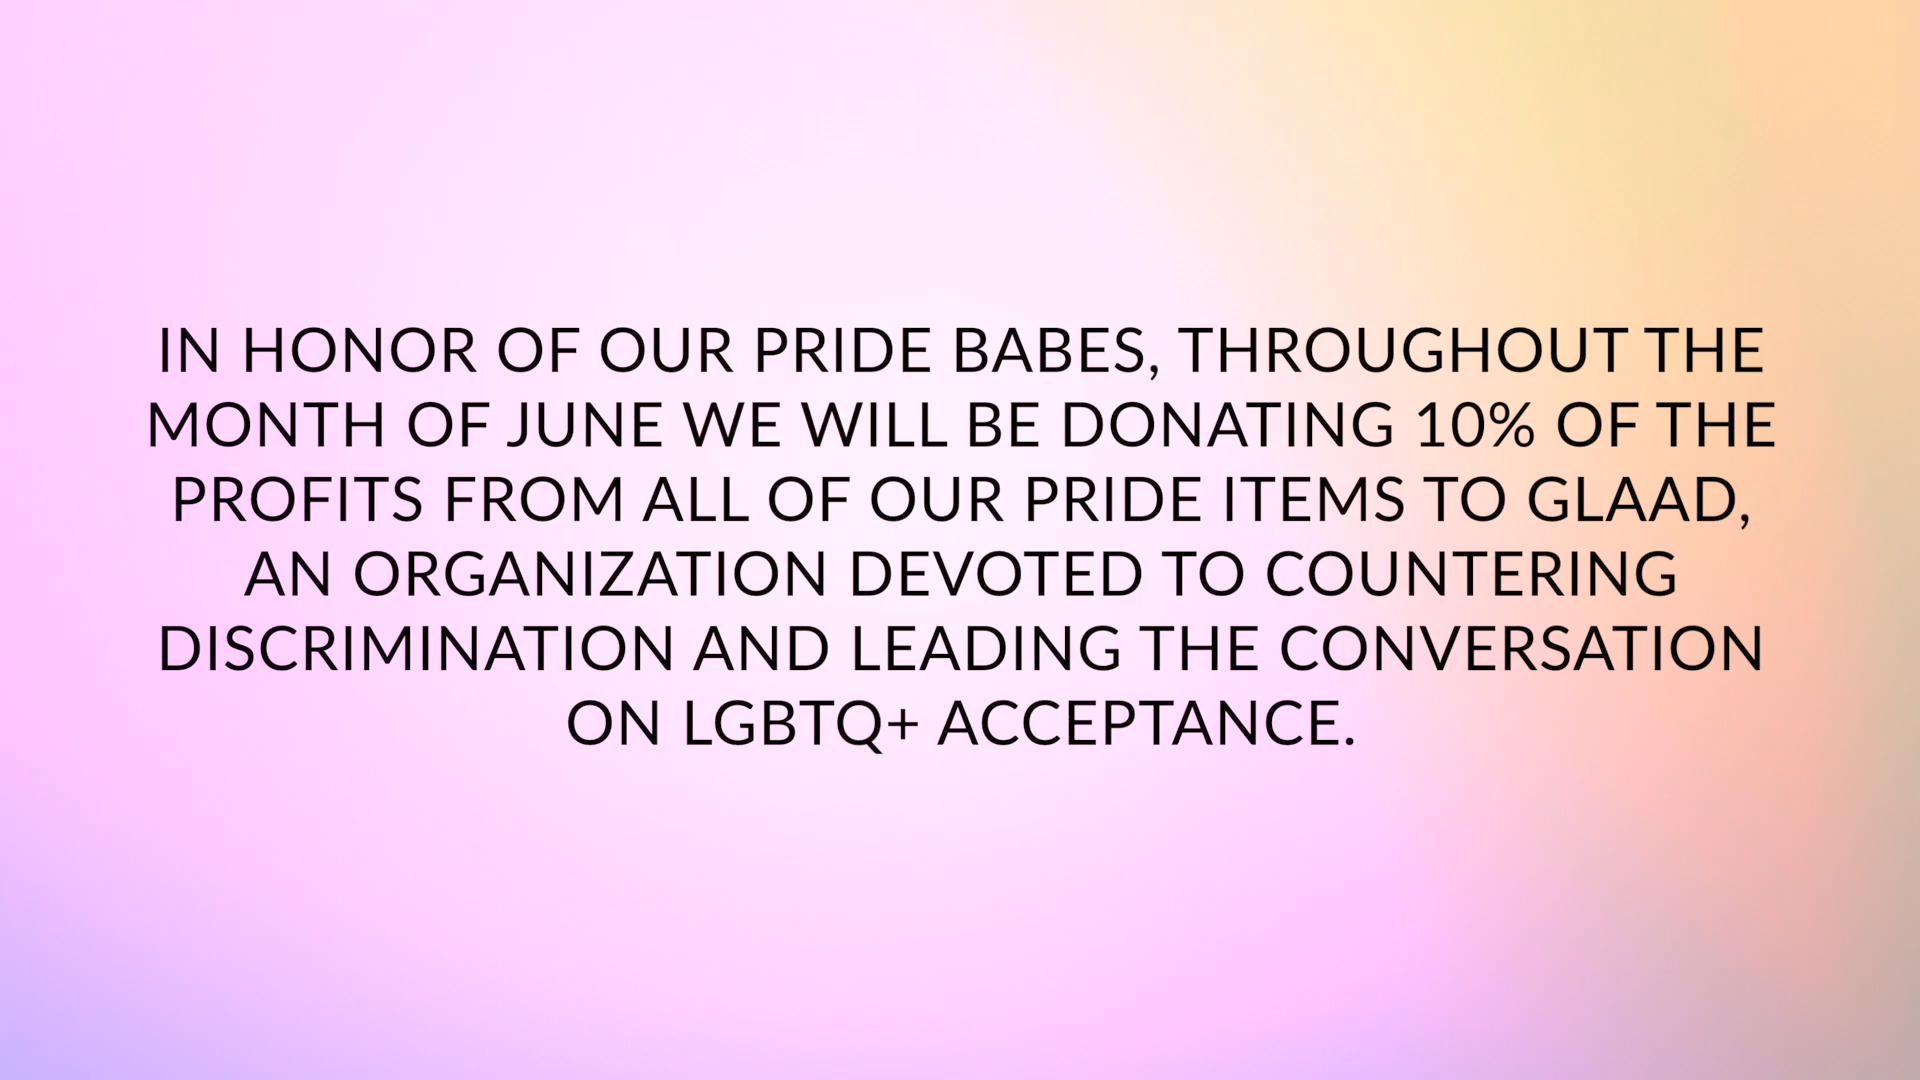 IN HONOR OF OUR PRIDE BABES, THROUGHOUT THE
MONTH OF JUNE WE WILL BE DONATING 10% OF THE
PROFITS FROM ALL OF OUR PRIDE ITEMS TO GLAAD,
AN ORGANIZATION DEVOTED TO COUNTERING
DISCRIMINATION AND LEADING THE CONVERSATION
ON LGBTQ+ ACCEPTANCE.